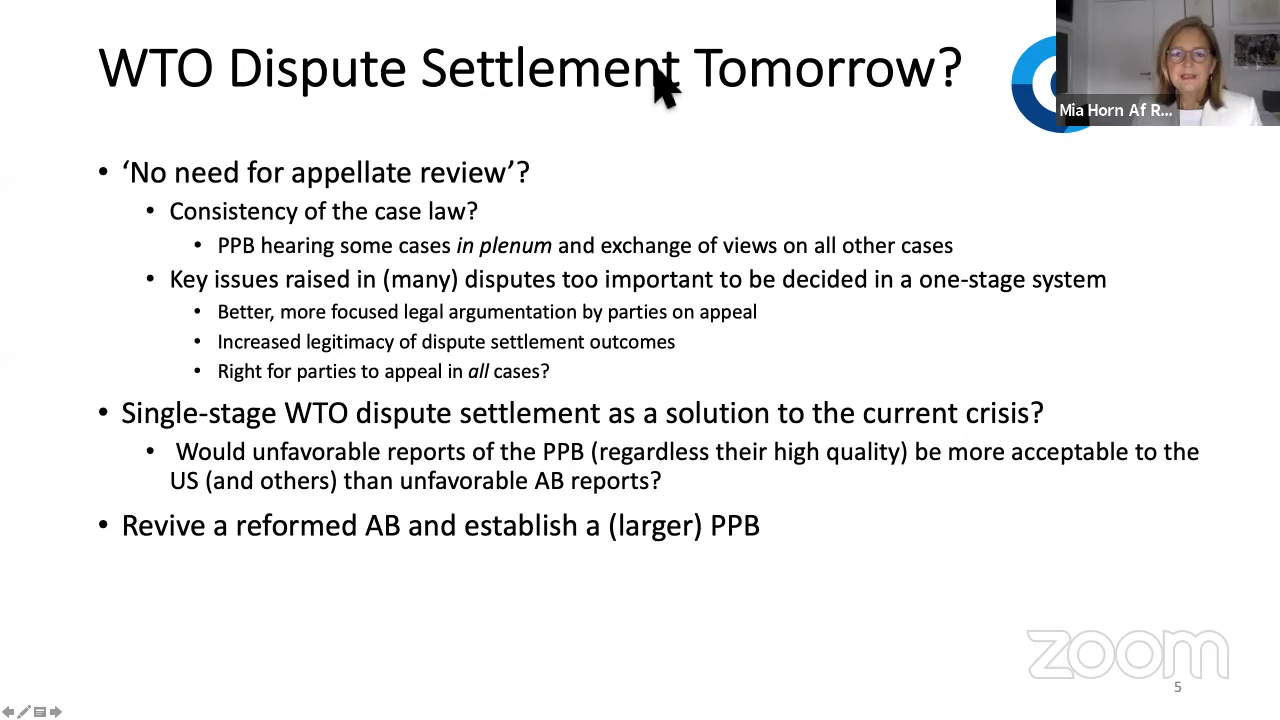 WTO Dispute Settlement Tomorrow?
Mia Horn Af R...
• ‘No need for appellate review’?
• Consistency of the case law?
• PPB hearing some cases in plenum and exchange of views on all other cases
• Key issues raised in (many) disputes too important to be decided in a one-stage system
• Better, more focused legal argumentation by parties on appeal
• Increased legitimacy of dispute settlement outcomes
• Right for parties to appeal in all cases?
• Single-stage WTO dispute settlement as a solution to the current crisis?
• Would unfavorable reports of the PPB (regardless their high quality) be more acceptable to the
US (and others) than unfavorable AB reports?
• Revive a reformed AB and establish a (larger) PPB
zoom
5